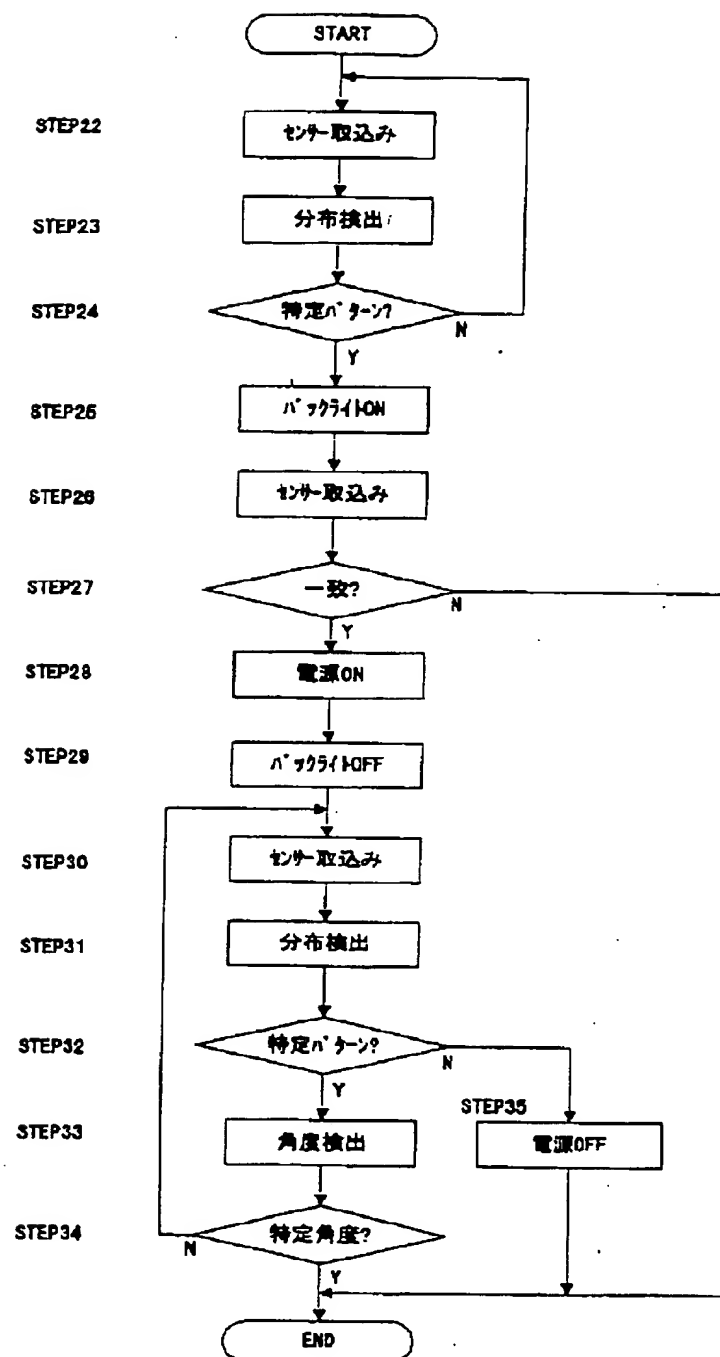 START
STEP22
センサー取込み
STEP23
分布検出
STEP24
特定パターン?
N
Y
STEP25
バックライトON
STEP26
センサー取込み
STEP27
一致?
N
Y
STEP28
電源ON
STEP29
バックライトOFF
STEP30
センサー取込み
STEP31
分布検出
STEP32
特定パターン?
N
Y
STEP35
STEP33
角度検出
電源OFF
STEP34
特定角度?
N
Y
END